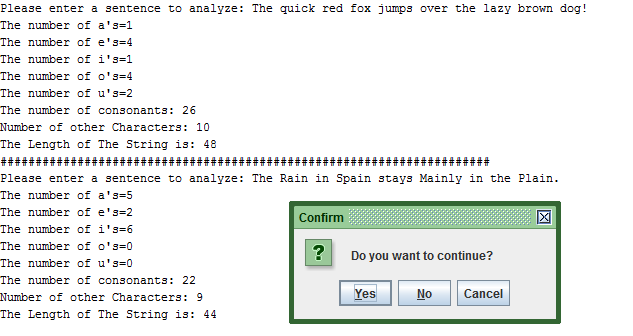 Please enter a sentence to analyze: The quick red fox jumps over the lazy brown dog!
The number of a's=1
The number of e's=4
The number of i's=1
The number of o's=4
The number of u's=2
The number of consonants: 26
Number of other Characters: 10
The Length of The String is: 48
######################################################################
Please enter a sentence to analyze: The Rain in Spain stays Mainly in the Plain.
The number of a's=5
The number of e's=2
The number of i's=6
The number of o's=0
The number of u's=0
The number of consonants: 22
Number of other Characters: 9
The Length of The String is: 44
Confirm
?
Do you want to continue?
Yes No Cancel